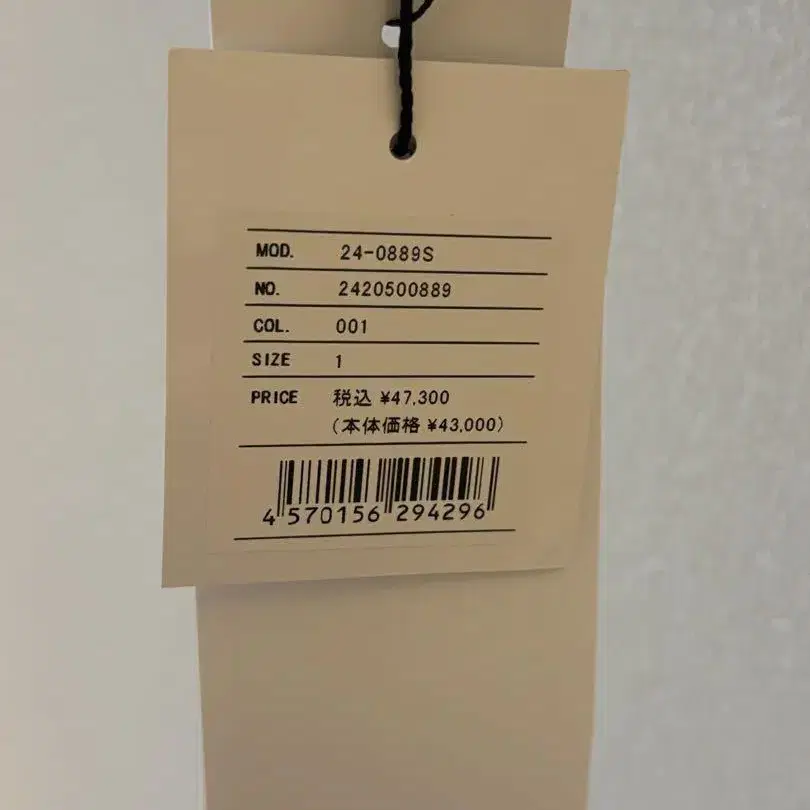 MOD. 24-0889S
NO. 2420500889
COL. 001
SIZE 1
PRICE 税込 ¥47,300
(本体価格 ¥43,000)
4 570156 294296